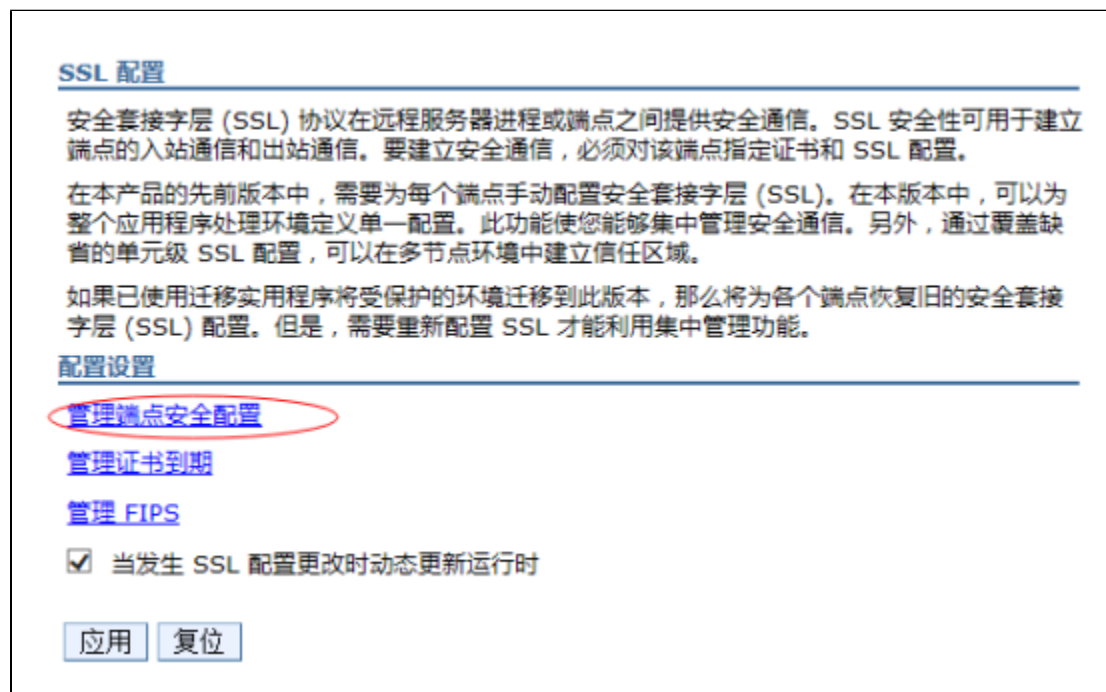 SSL 配置
安全套接字层 (SSL) 协议在远程服务器进程或端点之间提供安全通信。SSL 安全性可用于建立
端点的入站通信和出站通信。要建立安全通信，必须对该端点指定证书和 SSL 配置。
在本产品的先前版本中，需要为每个端点手动配置安全套接字层 (SSL)。在本版本中，可以为
整个应用程序处理环境定义单一配置。此功能使您能够集中管理安全通信。另外，通过覆盖缺
省的单元级 SSL 配置，可以在多节点环境中建立信任区域。
如果已使用迁移实用程序将受保护的环境迁移到此版本，那么将为各个端点恢复旧的安全套接
字层 (SSL) 配置。但是，需要重新配置 SSL 才能利用集中管理功能。
配置设置
管理端点安全配置
管理证书到期
管理 FIPS
当发生 SSL 配置更改时动态更新运行时
应用 复位